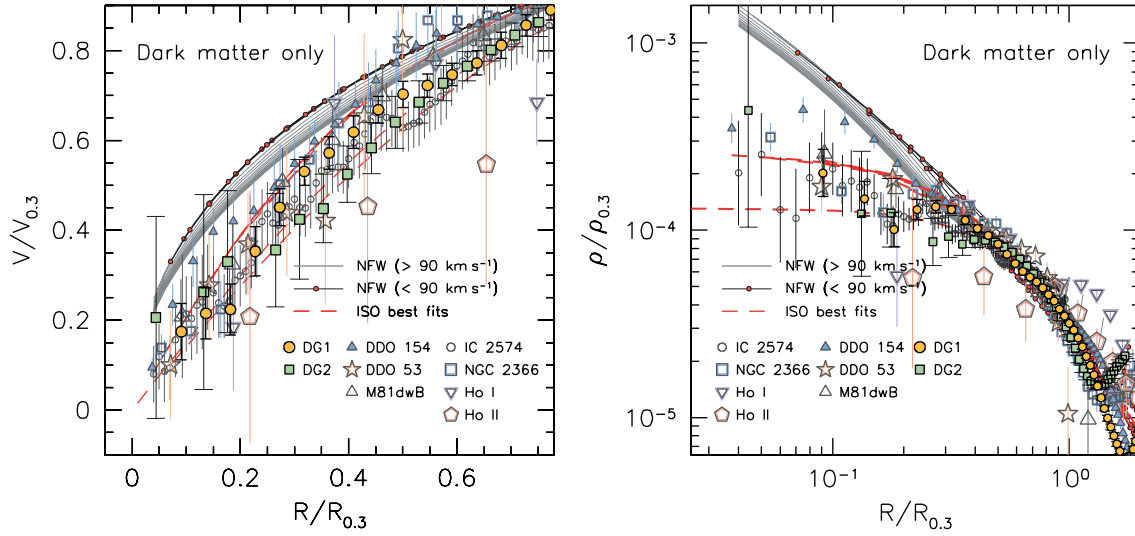 Dark matter only
0.8
0.6
0.4
0.2
0
V/V₀.₃
0
0.2
0.4
0.6
R/R₀.₃
NFW (> 90 km s⁻¹)
NFW (< 90 km s⁻¹)
ISO best fits
DG1 DDO 154 IC 2574
DG2 DDO 53 NGC 2366
M81dwB Ho I
Ho II
Dark matter only
10⁻³
10⁻⁴
10⁻⁵
ρ/ρ₀.₃
10⁻¹
10⁰
R/R₀.₃
NFW (> 90 km s⁻¹)
NFW (< 90 km s⁻¹)
ISO best fits
IC 2574 DDO 154 DG1
NGC 2366 DDO 53 DG2
Ho I M81dwB
Ho II